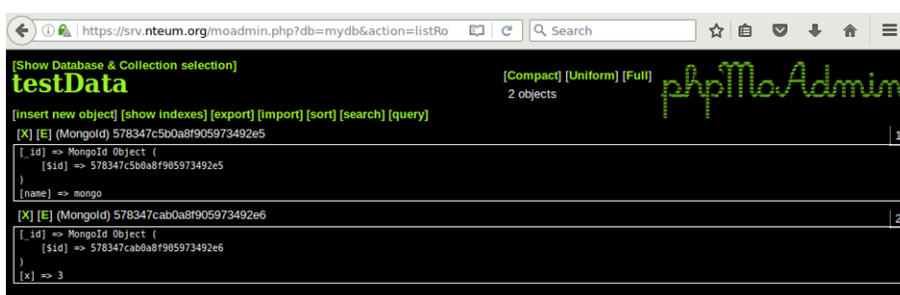 https://srv.nteum.org/moadmin.php?db=mydb&action=listRo
Search
[Show Database & Collection selection]
testData
[Compact] [Uniform] [Full]
2 objects
phpMoAdmin
[insert new object] [show indexes] [export] [import] [sort] [search] [query]
[X] [E] (MongoId) 578347c5b0a8f905973492e5
1
[_id] => MongoId Object (
[$id] => 578347c5b0a8f905973492e5
)
[name] => mongo
[X] [E] (MongoId) 578347cab0a8f905973492e6
2
[_id] => MongoId Object (
[$id] => 578347cab0a8f905973492e6
)
[x] => 3